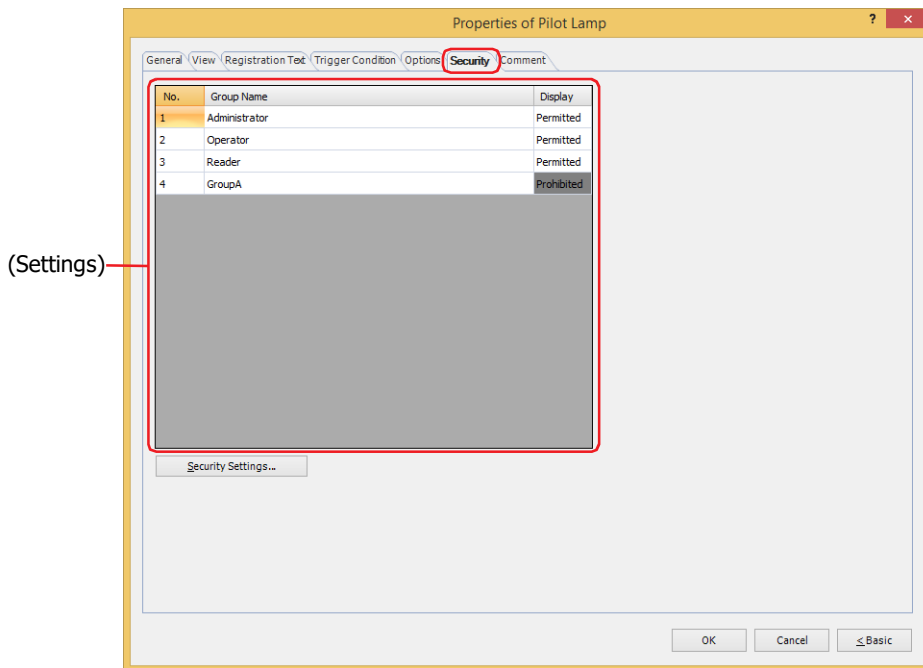 Properties of Pilot Lamp ? ×
General View Registration Text Trigger Condition Options Security Comment
No. Group Name Display
1 Administrator Permitted
2 Operator Permitted
3 Reader Permitted
4 GroupA Prohibited
(Settings)
Security Settings...
OK Cancel < Basic